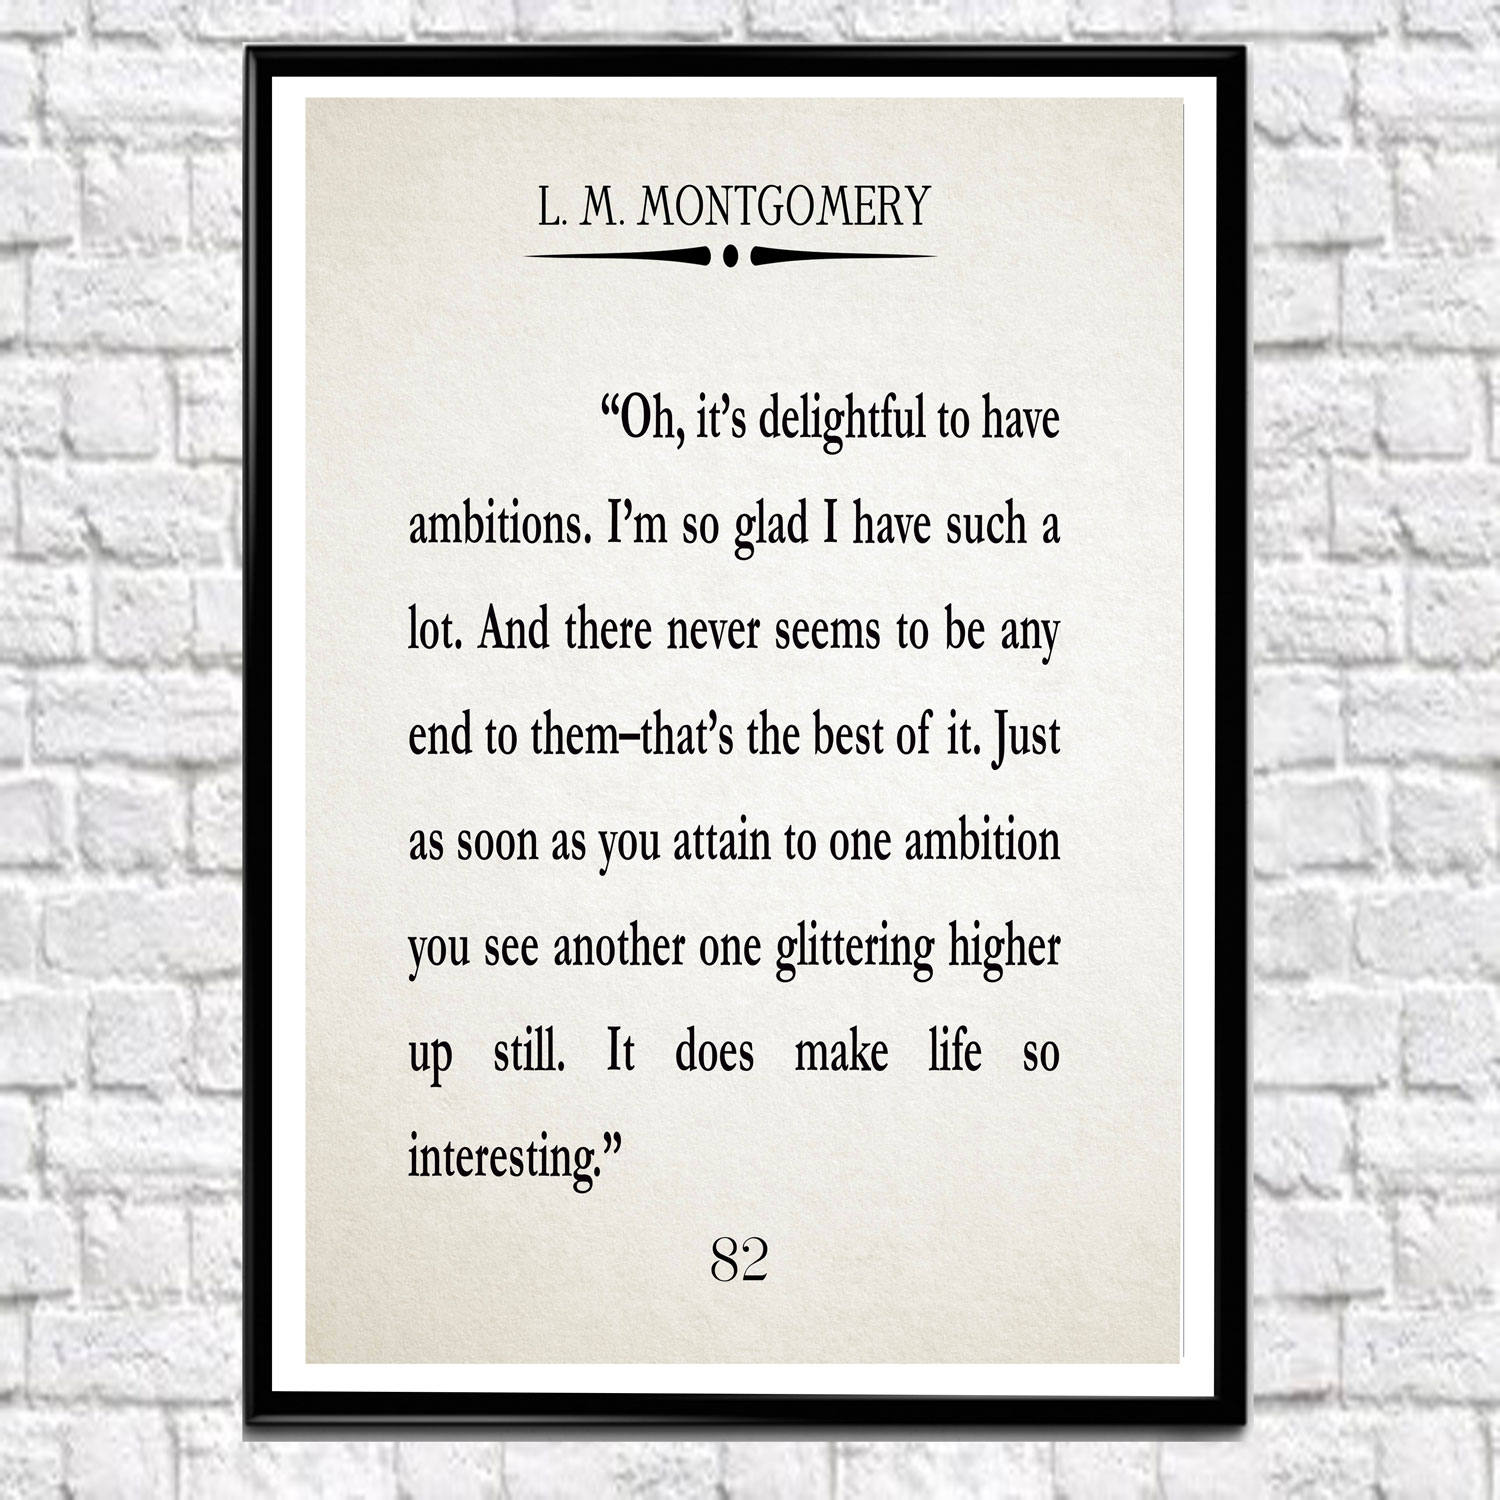 L. M. MONTGOMERY
“Oh, it’s delightful to have
ambitions. I’m so glad I have such a
lot. And there never seems to be any
end to them–that’s the best of it. Just
as soon as you attain to one ambition
you see another one glittering higher
up still. It does make life so
interesting.”
82